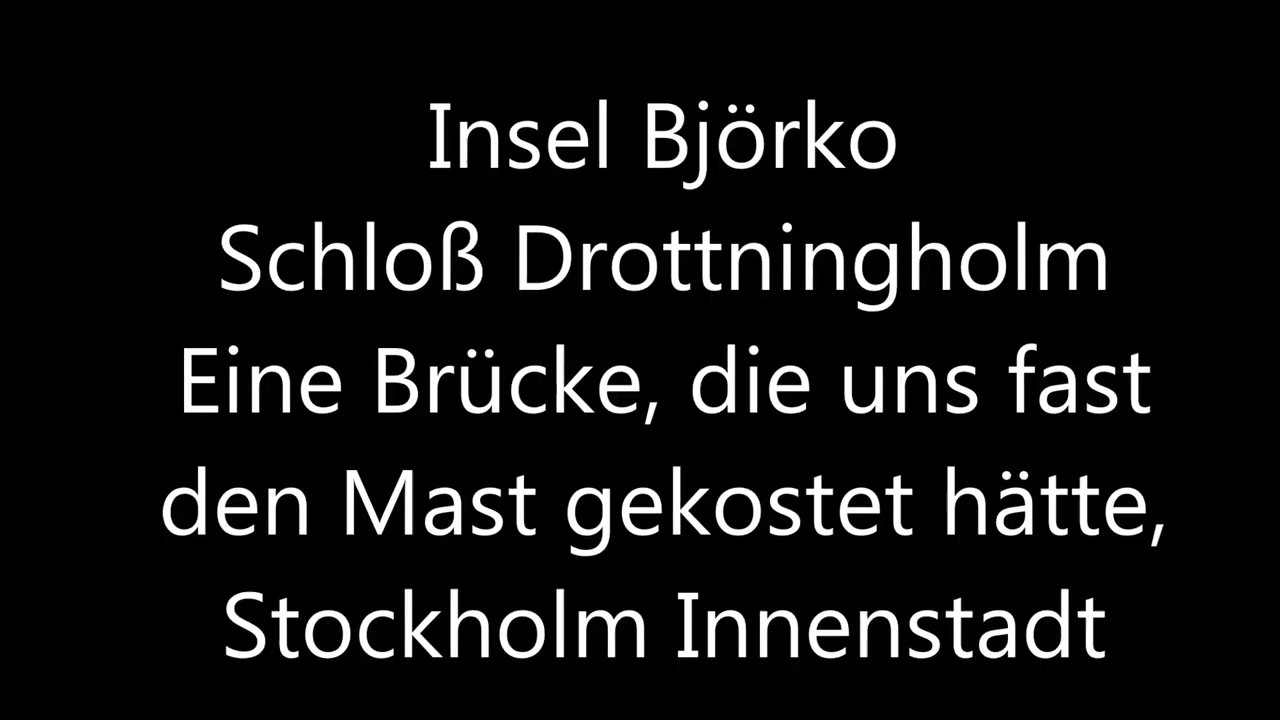 Insel Björko
Schloß Drottningholm
Eine Brücke, die uns fast
den Mast gekostet hätte,
Stockholm Innenstadt